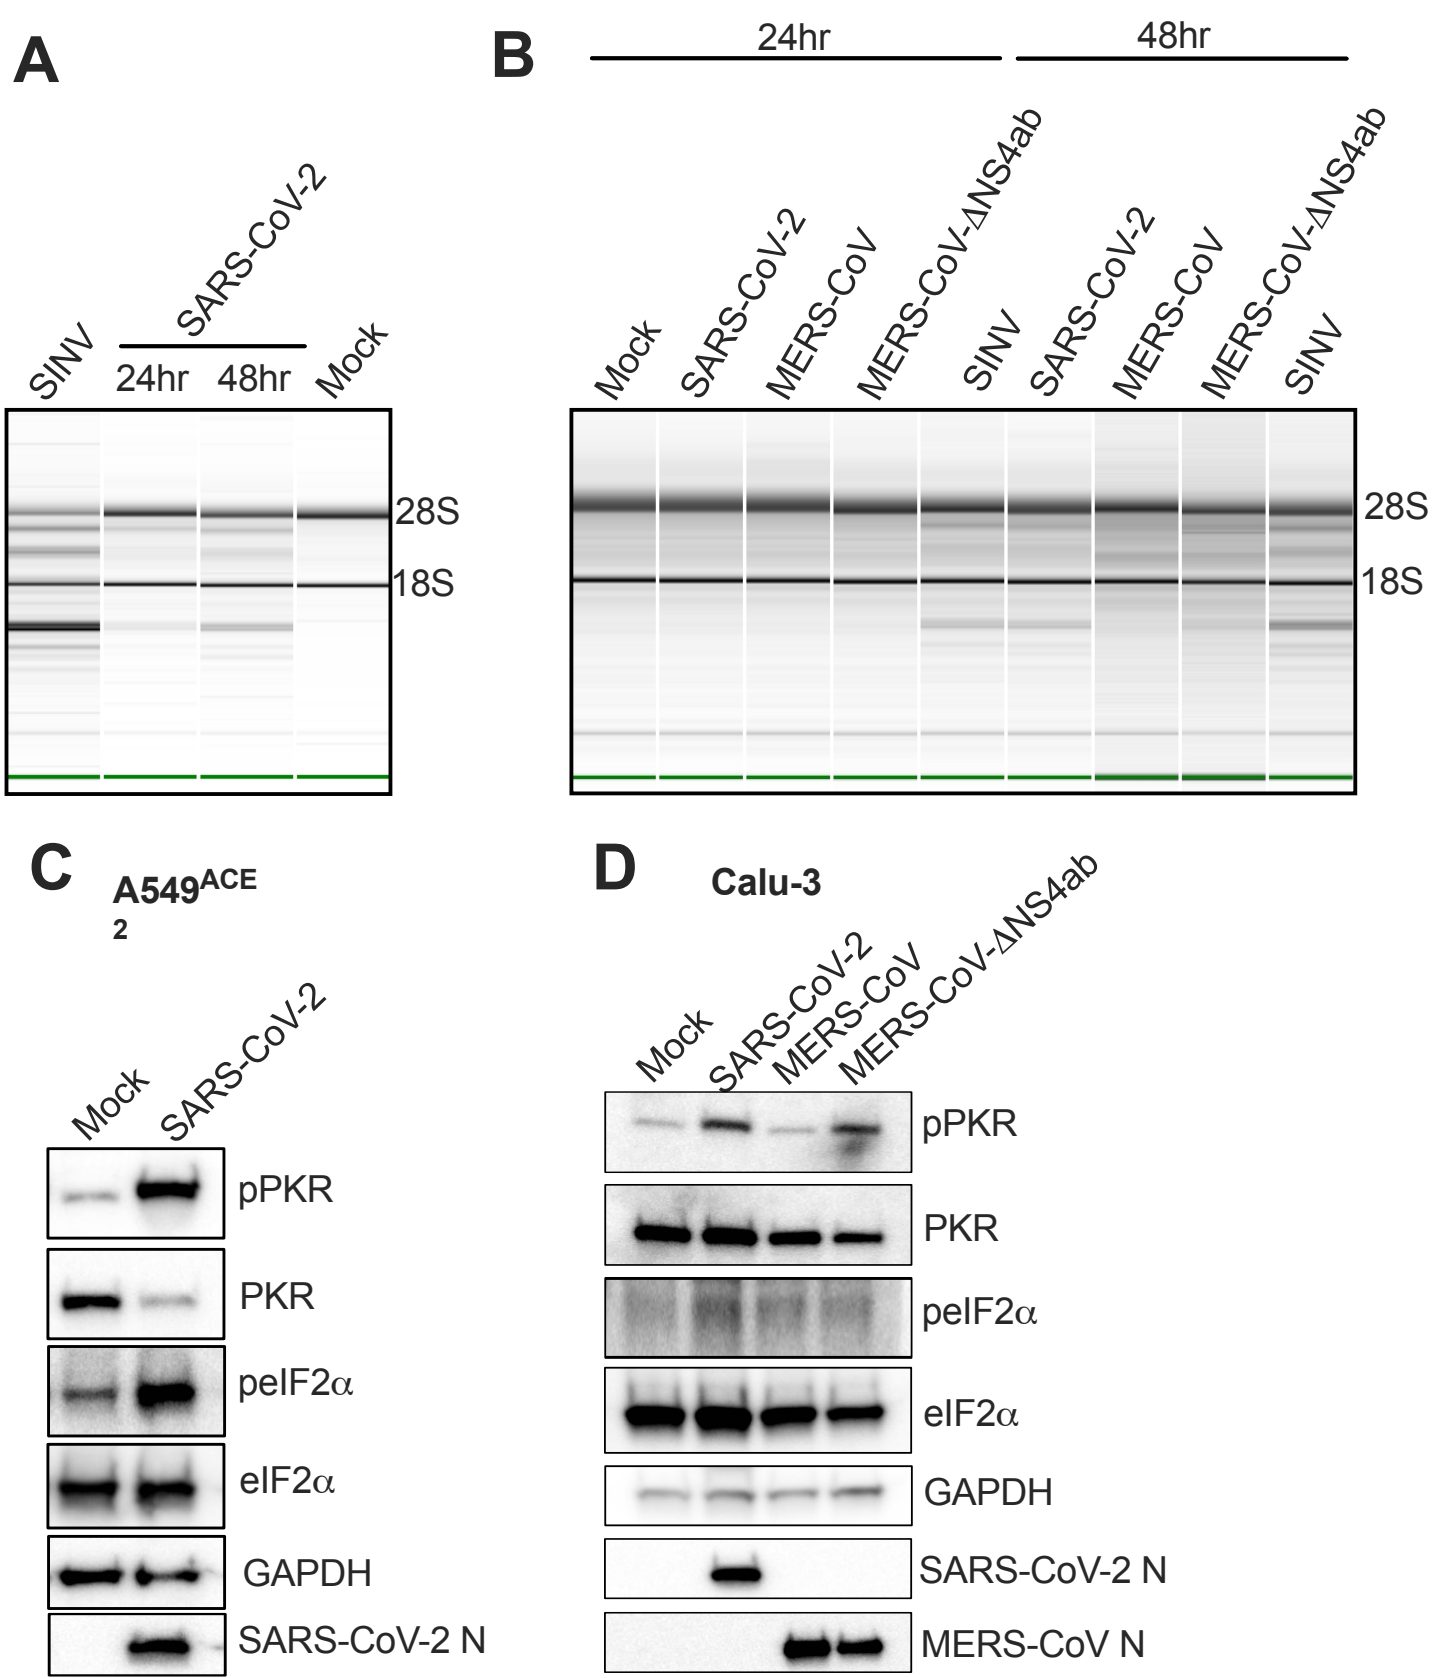 A
SARS-CoV-2
SINV
24hr
48hr
Mock
28S
18S
B
24hr
48hr
Mock
SARS-CoV-2
MERS-CoV
MERS-CoV-ΔNS4ab
SINV
SARS-CoV-2
MERS-CoV
MERS-CoV-ΔNS4ab
SINV
28S
18S
C
A549ACE
2
Mock
SARS-CoV-2
pPKR
PKR
peIF2α
eIF2α
GAPDH
SARS-CoV-2 N
D
Calu-3
Mock
SARS-CoV-2
MERS-CoV
MERS-CoV-ΔNS4ab
pPKR
PKR
peIF2α
eIF2α
GAPDH
SARS-CoV-2 N
MERS-CoV N